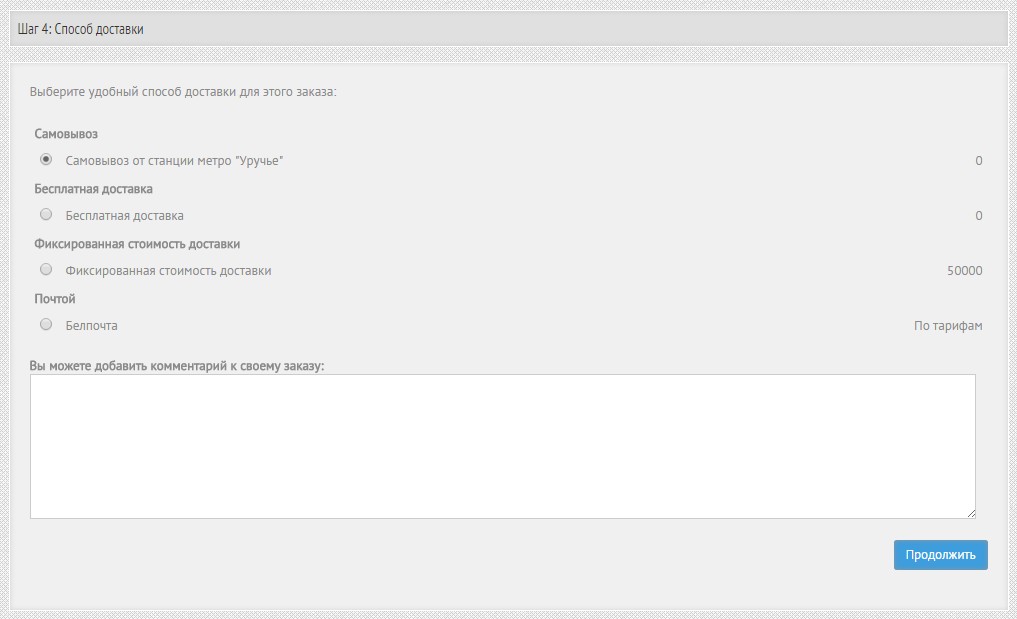 Шаг 4: Способ доставки
Выберите удобный способ доставки для этого заказа:
Самовывоз
Самовывоз от станции метро "Уручье" 0
Бесплатная доставка
Бесплатная доставка 0
Фиксированная стоимость доставки
Фиксированная стоимость доставки 50000
Почтой
Белпочта По тарифам
Вы можете добавить комментарий к своему заказу:
Продолжить